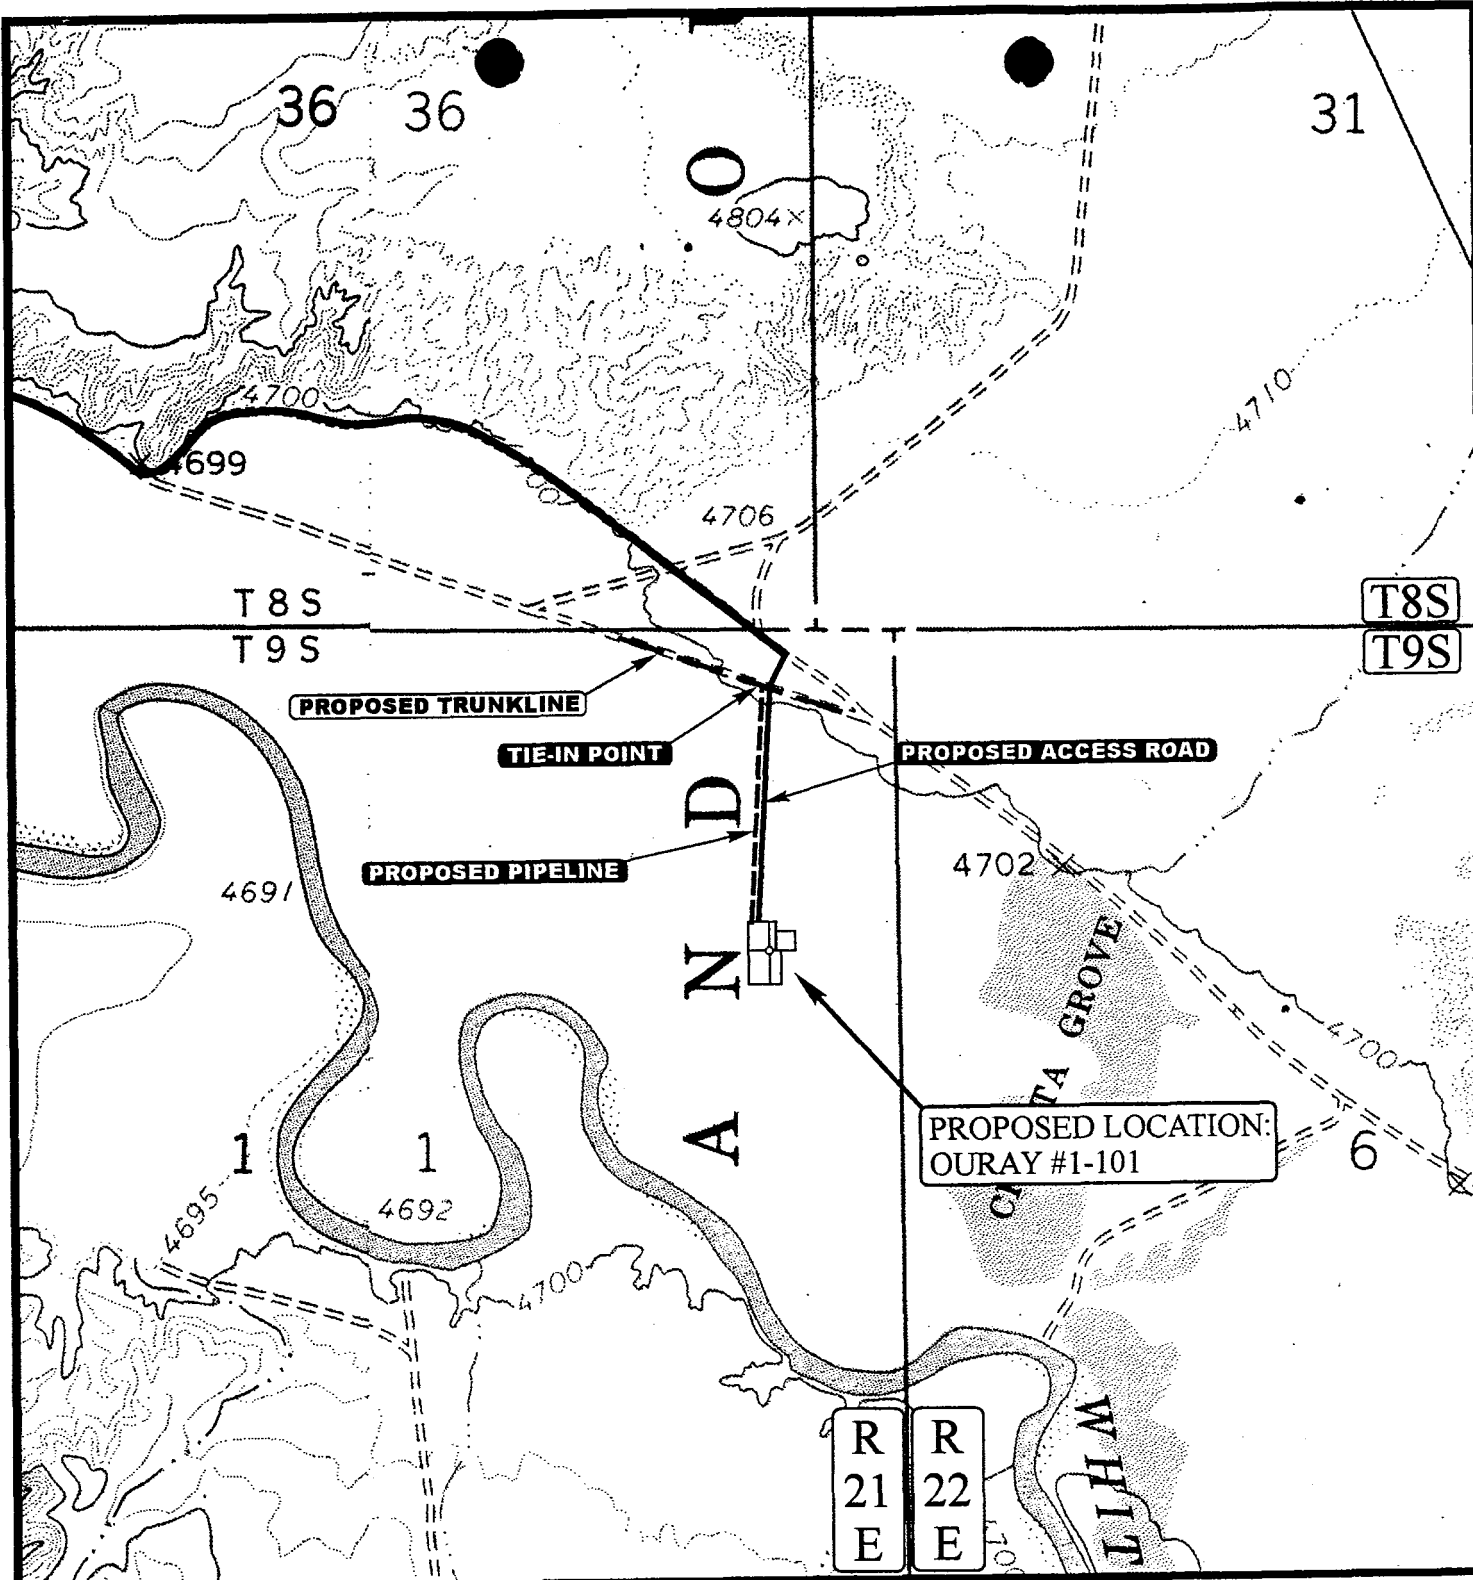 36 36
31
O
4804×
4710
4700
4699
4706
T 8 S
T8S
T 9 S
T9S
PROPOSED TRUNKLINE
TIE-IN POINT
PROPOSED ACCESS ROAD
D
4702
PROPOSED PIPELINE
4691
N
GROVE
4700
A
PROPOSED LOCATION:
OURAY #1-101
1 1
6
4692
4695
4700
WHIT
R
21
E
R
22
E